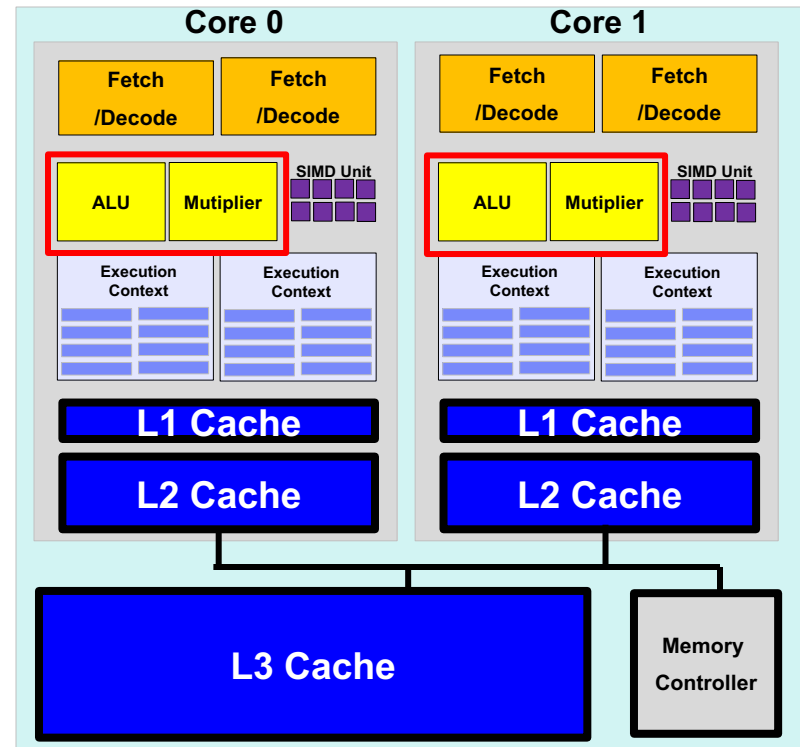 Core 0
Core 1
Fetch
/Decode
Fetch
/Decode
Fetch
/Decode
Fetch
/Decode
ALU
Mutiplier
SIMD Unit
ALU
Mutiplier
SIMD Unit
Execution
Context
Execution
Context
Execution
Context
Execution
Context
L1 Cache
L1 Cache
L2 Cache
L2 Cache
L3 Cache
Memory
Controller